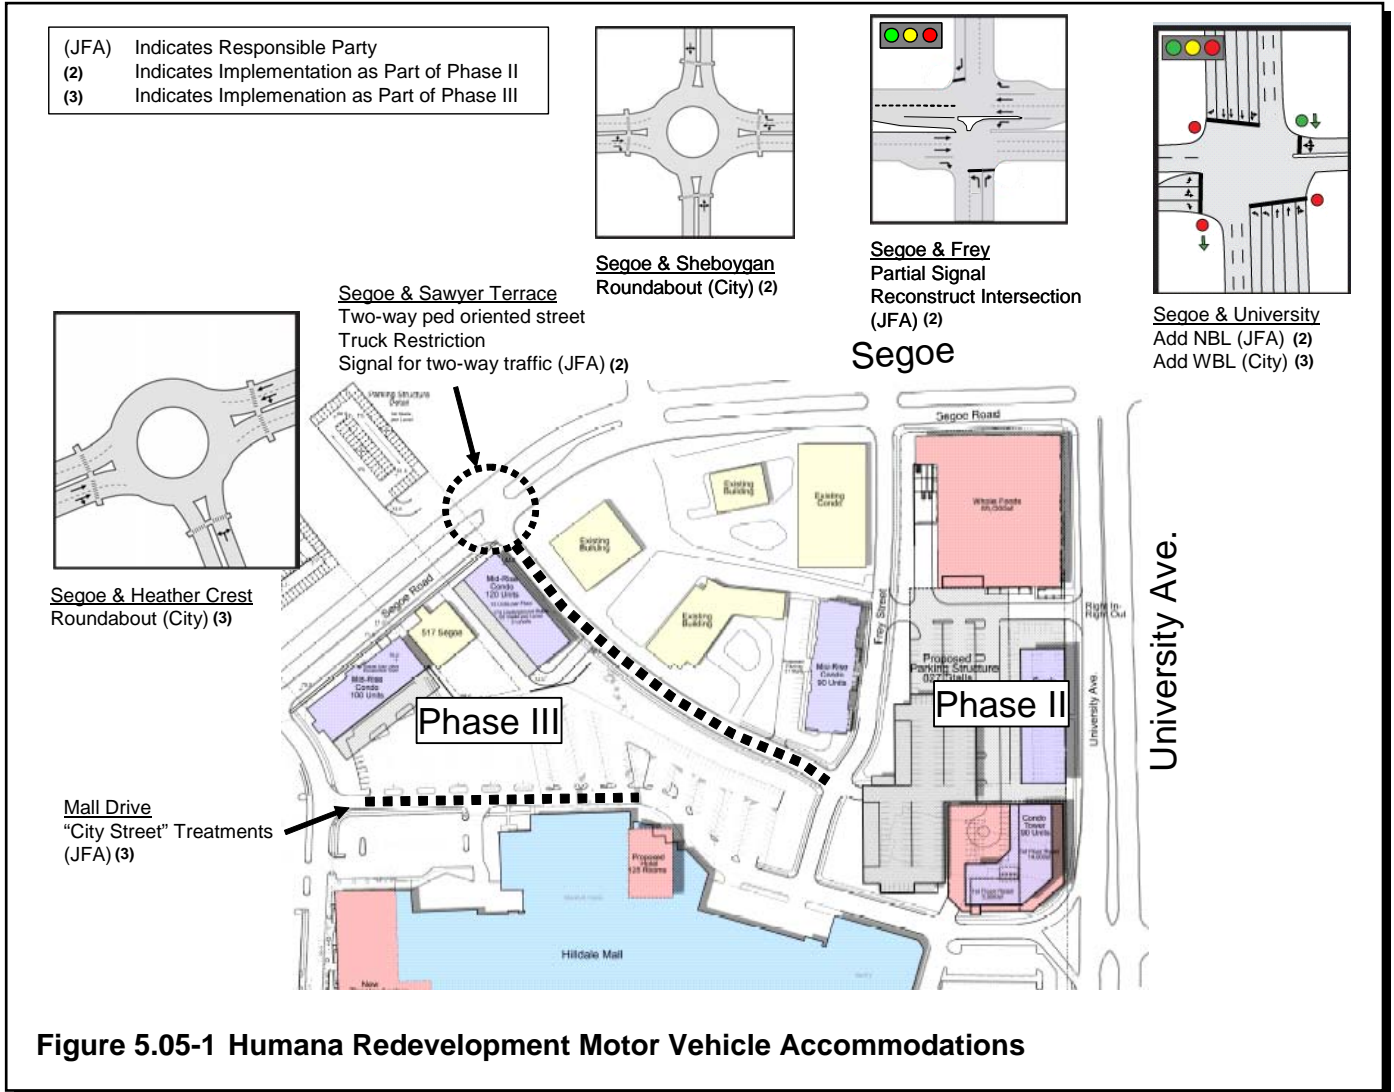 (JFA) Indicates Responsible Party
(2) Indicates Implementation as Part of Phase II
(3) Indicates Implemenation as Part of Phase III
Segoe & Sheboygan
Roundabout (City) (2)
Segoe & Frey
Partial Signal
Reconstruct Intersection
(JFA) (2)
Segoe & University
Add NBL (JFA) (2)
Add WBL (City) (3)
Segoe & Sawyer Terrace
Two-way ped oriented street
Truck Restriction
Signal for two-way traffic (JFA) (2)
Segoe & Heather Crest
Roundabout (City) (3)
Mall Drive
“City Street” Treatments
(JFA) (3)
Segoe
University Ave.
Parking Structure
Detail
Segoe Road
Whole Foods
Existing
Building
Existing
Condo
Existing
Building
Existing
Building
Segoe Road
Mid-Rise
Condo
120 Units
517 Segoe
Mid-Rise
Condo
100 Units
Mid-Rise
Condo
90 Units
Frey Street
Right In-
Right Out
University Ave.
Proposed
Parking Structure
Phase III
Phase II
Condo
Tower
90 Units
Proposed
Hotel
125 Rooms
Hilldale Mall
New
Figure 5.05-1 Humana Redevelopment Motor Vehicle Accommodations